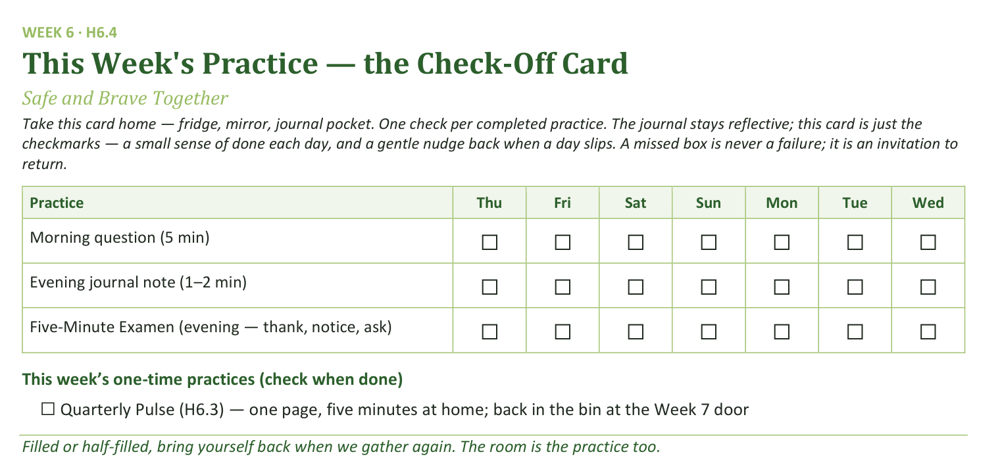 WEEK 6 · H6.4
This Week's Practice — the Check-Off Card
Safe and Brave Together
Take this card home — fridge, mirror, journal pocket. One check per completed practice. The journal stays reflective; this card is just the
checkmarks — a small sense of done each day, and a gentle nudge back when a day slips. A missed box is never a failure; it is an invitation to
return.
Practice Thu Fri Sat Sun Mon Tue Wed
Morning question (5 min) ☐ ☐ ☐ ☐ ☐ ☐ ☐
Evening journal note (1–2 min) ☐ ☐ ☐ ☐ ☐ ☐ ☐
Five-Minute Examen (evening — thank, notice, ask) ☐ ☐ ☐ ☐ ☐ ☐ ☐
This week’s one-time practices (check when done)
☐ Quarterly Pulse (H6.3) — one page, five minutes at home; back in the bin at the Week 7 door
Filled or half-filled, bring yourself back when we gather again. The room is the practice too.